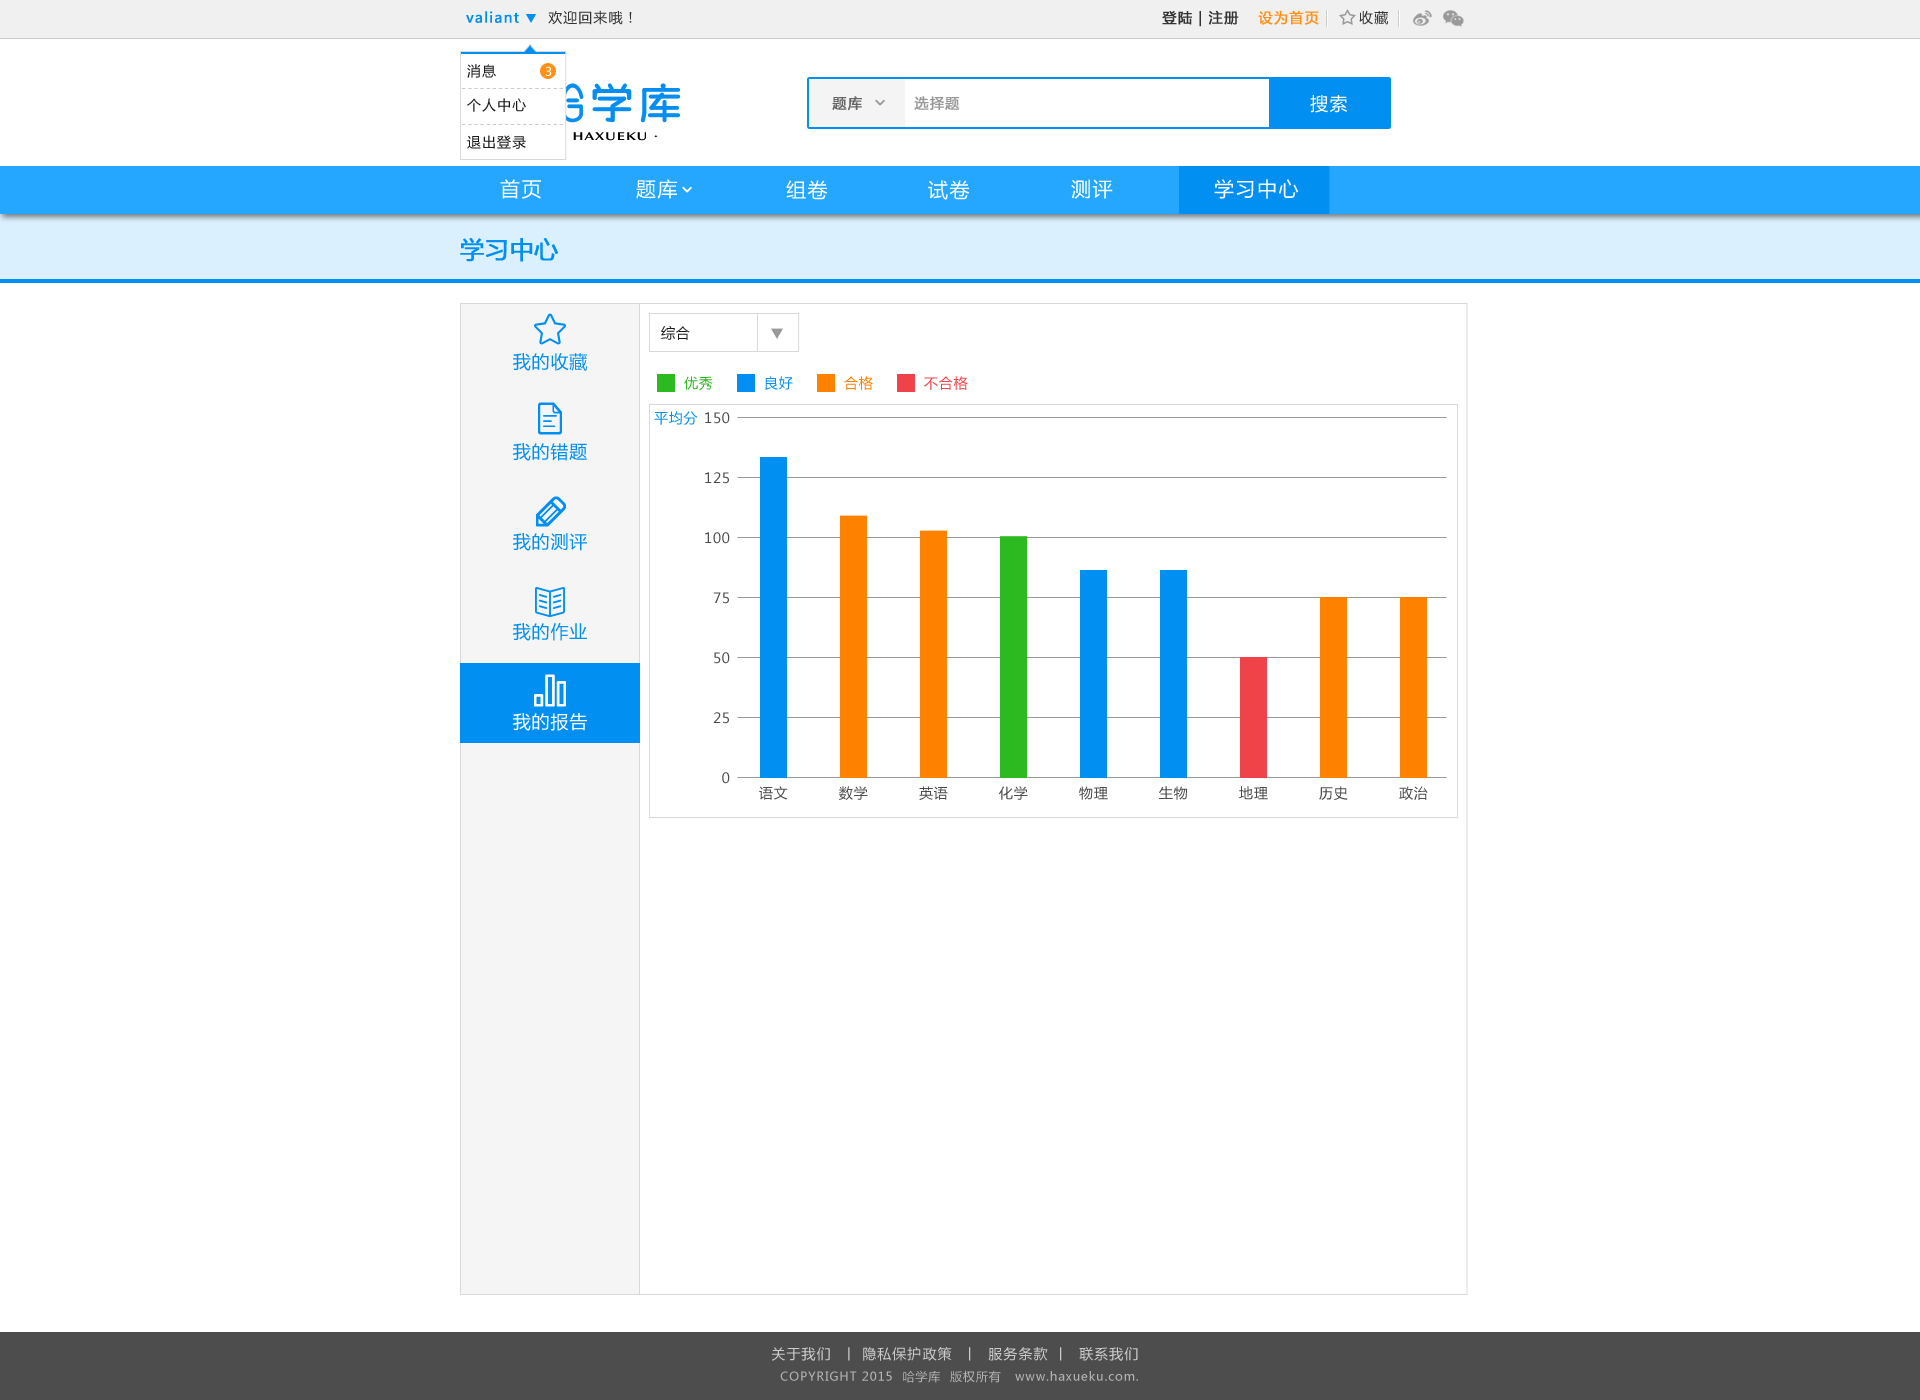 valiant ▼ 欢迎回来哦！
登陆 | 注册 设为首页 收藏
消息 3
个人中心
退出登录
哈学库
HAXUEKU ·
题库 选择题 搜索
首页 题库 组卷 试卷 测评 学习中心
学习中心
我的收藏
我的错题
我的测评
我的作业
我的报告
综合 ▼
优秀 良好 合格 不合格
平均分 150
125
100
75
50
25
0
语文 数学 英语 化学 物理 生物 地理 历史 政治
关于我们 | 隐私保护政策 | 服务条款 | 联系我们
COPYRIGHT 2015 哈学库 版权所有 www.haxueku.com.